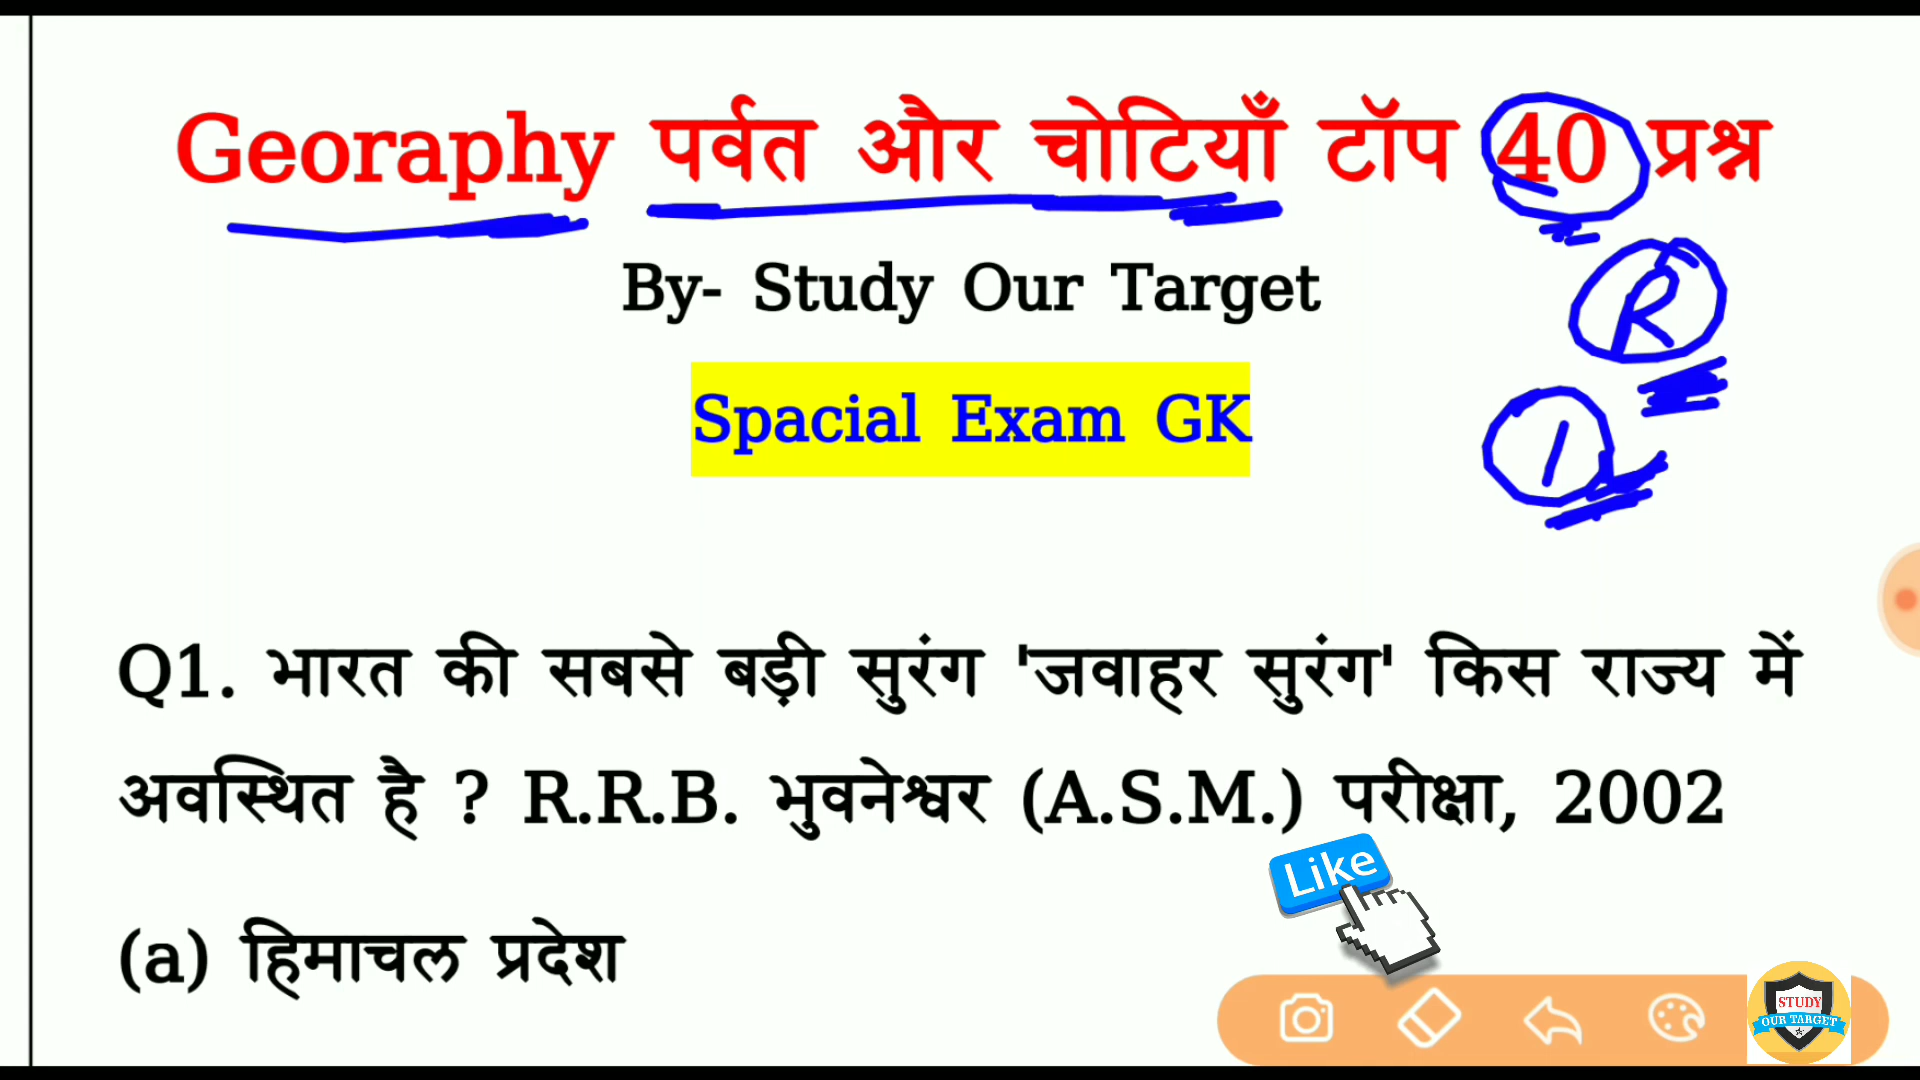 Georaphy पर्वत और चोटियाँ टॉप 40 प्रश्न
By- Study Our Target
R
Spacial Exam GK
1
Q1. भारत की सबसे बड़ी सुरंग 'जवाहर सुरंग' किस राज्य में
अवस्थित है ? R.R.B. भुवनेश्वर (A.S.M.) परीक्षा, 2002
Like
(a) हिमाचल प्रदेश
STUDY
OUR TARGET